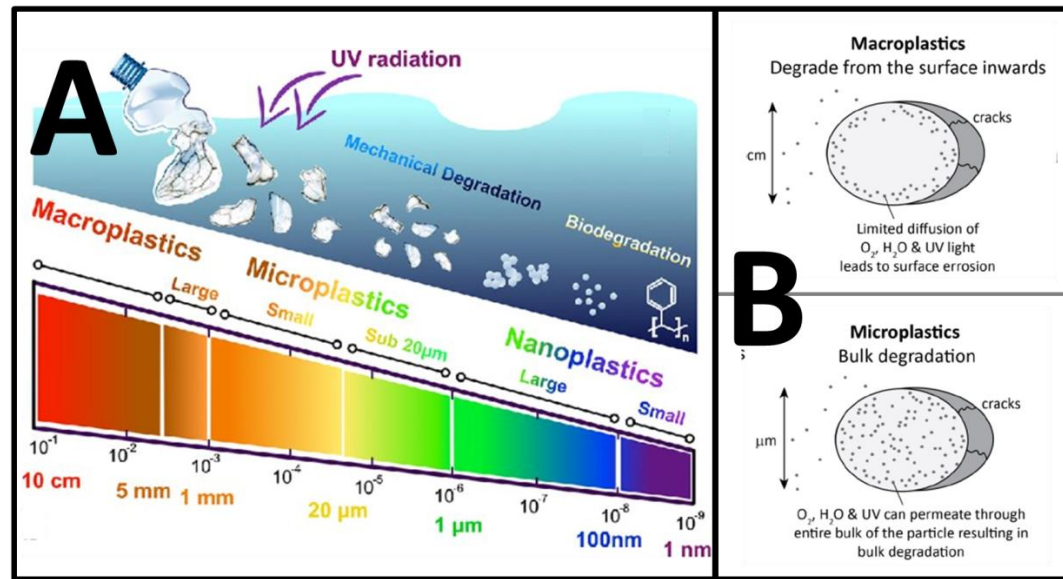 A
UV radiation
Mechanical Degradation
Biodegradation
n
Macroplastics
Microplastics
Nanoplastics
Large
Small
Sub 20µm
Large
Small
10⁻¹
10⁻²
10⁻³
10⁻⁴
10⁻⁵
10⁻⁶
10⁻⁷
10⁻⁸
10⁻⁹
10 cm
5 mm
1 mm
20 µm
1 µm
100nm
1 nm
B
Macroplastics
Degrade from the surface inwards
cm
cracks
Limited diffusion of
O₂, H₂O & UV light
leads to surface errosion
s
Microplastics
Bulk degradation
µm
cracks
O₂, H₂O & UV can permeate through
entire bulk of the particle resulting in
bulk degradation